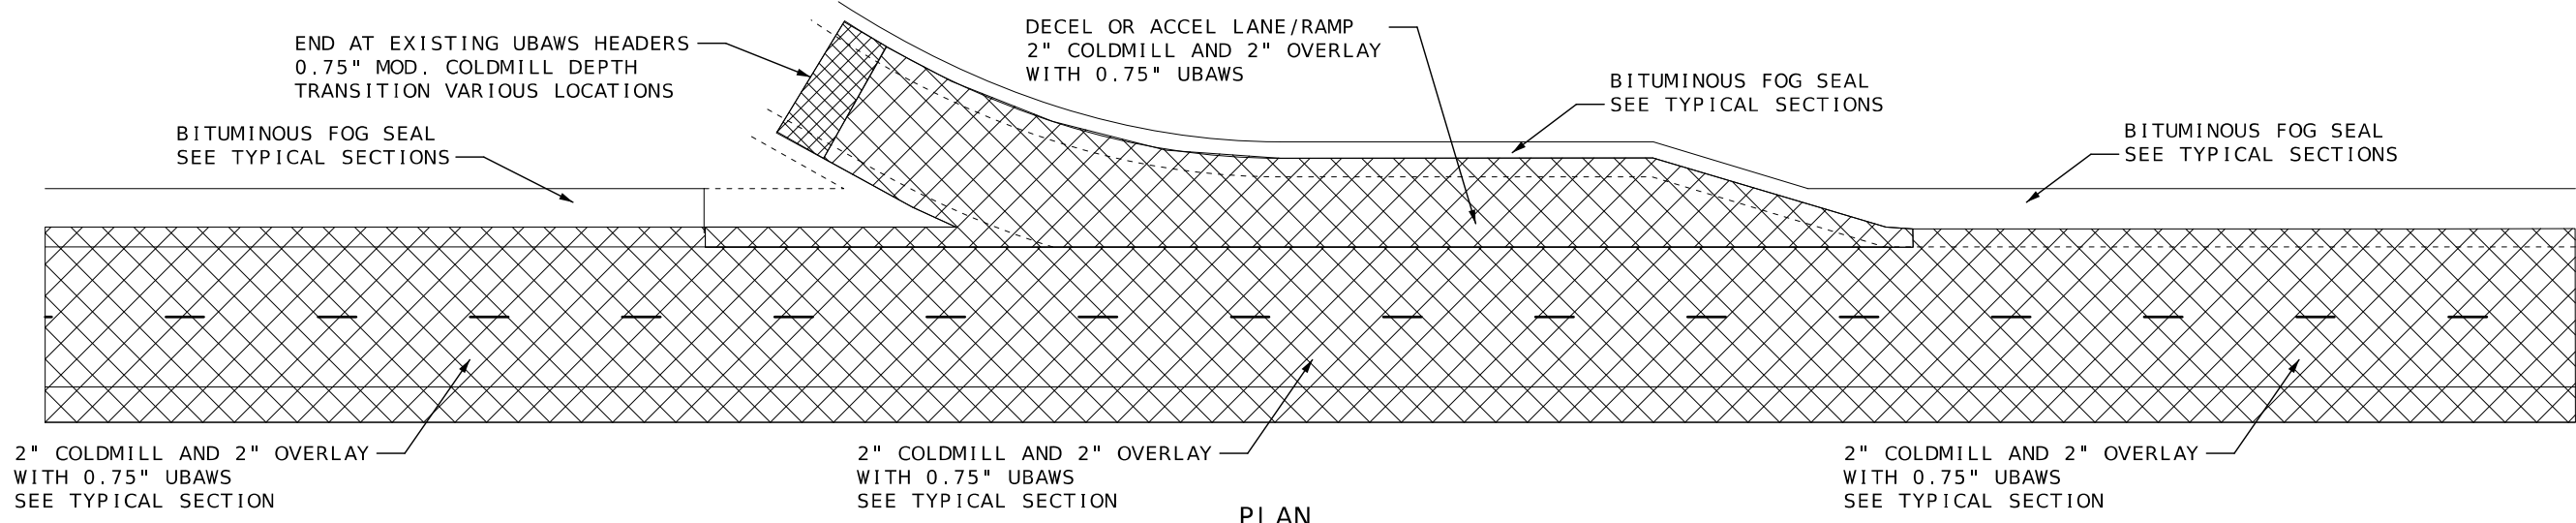 END AT EXISTING UBAWS HEADERS
0.75" MOD. COLDMILL DEPTH
TRANSITION VARIOUS LOCATIONS
DECEL OR ACCEL LANE/RAMP
2" COLDMILL AND 2" OVERLAY
WITH 0.75" UBAWS
BITUMINOUS FOG SEAL
SEE TYPICAL SECTIONS
BITUMINOUS FOG SEAL
SEE TYPICAL SECTIONS
BITUMINOUS FOG SEAL
SEE TYPICAL SECTIONS
2" COLDMILL AND 2" OVERLAY
WITH 0.75" UBAWS
SEE TYPICAL SECTION
2" COLDMILL AND 2" OVERLAY
WITH 0.75" UBAWS
SEE TYPICAL SECTION
2" COLDMILL AND 2" OVERLAY
WITH 0.75" UBAWS
SEE TYPICAL SECTION
PLAN